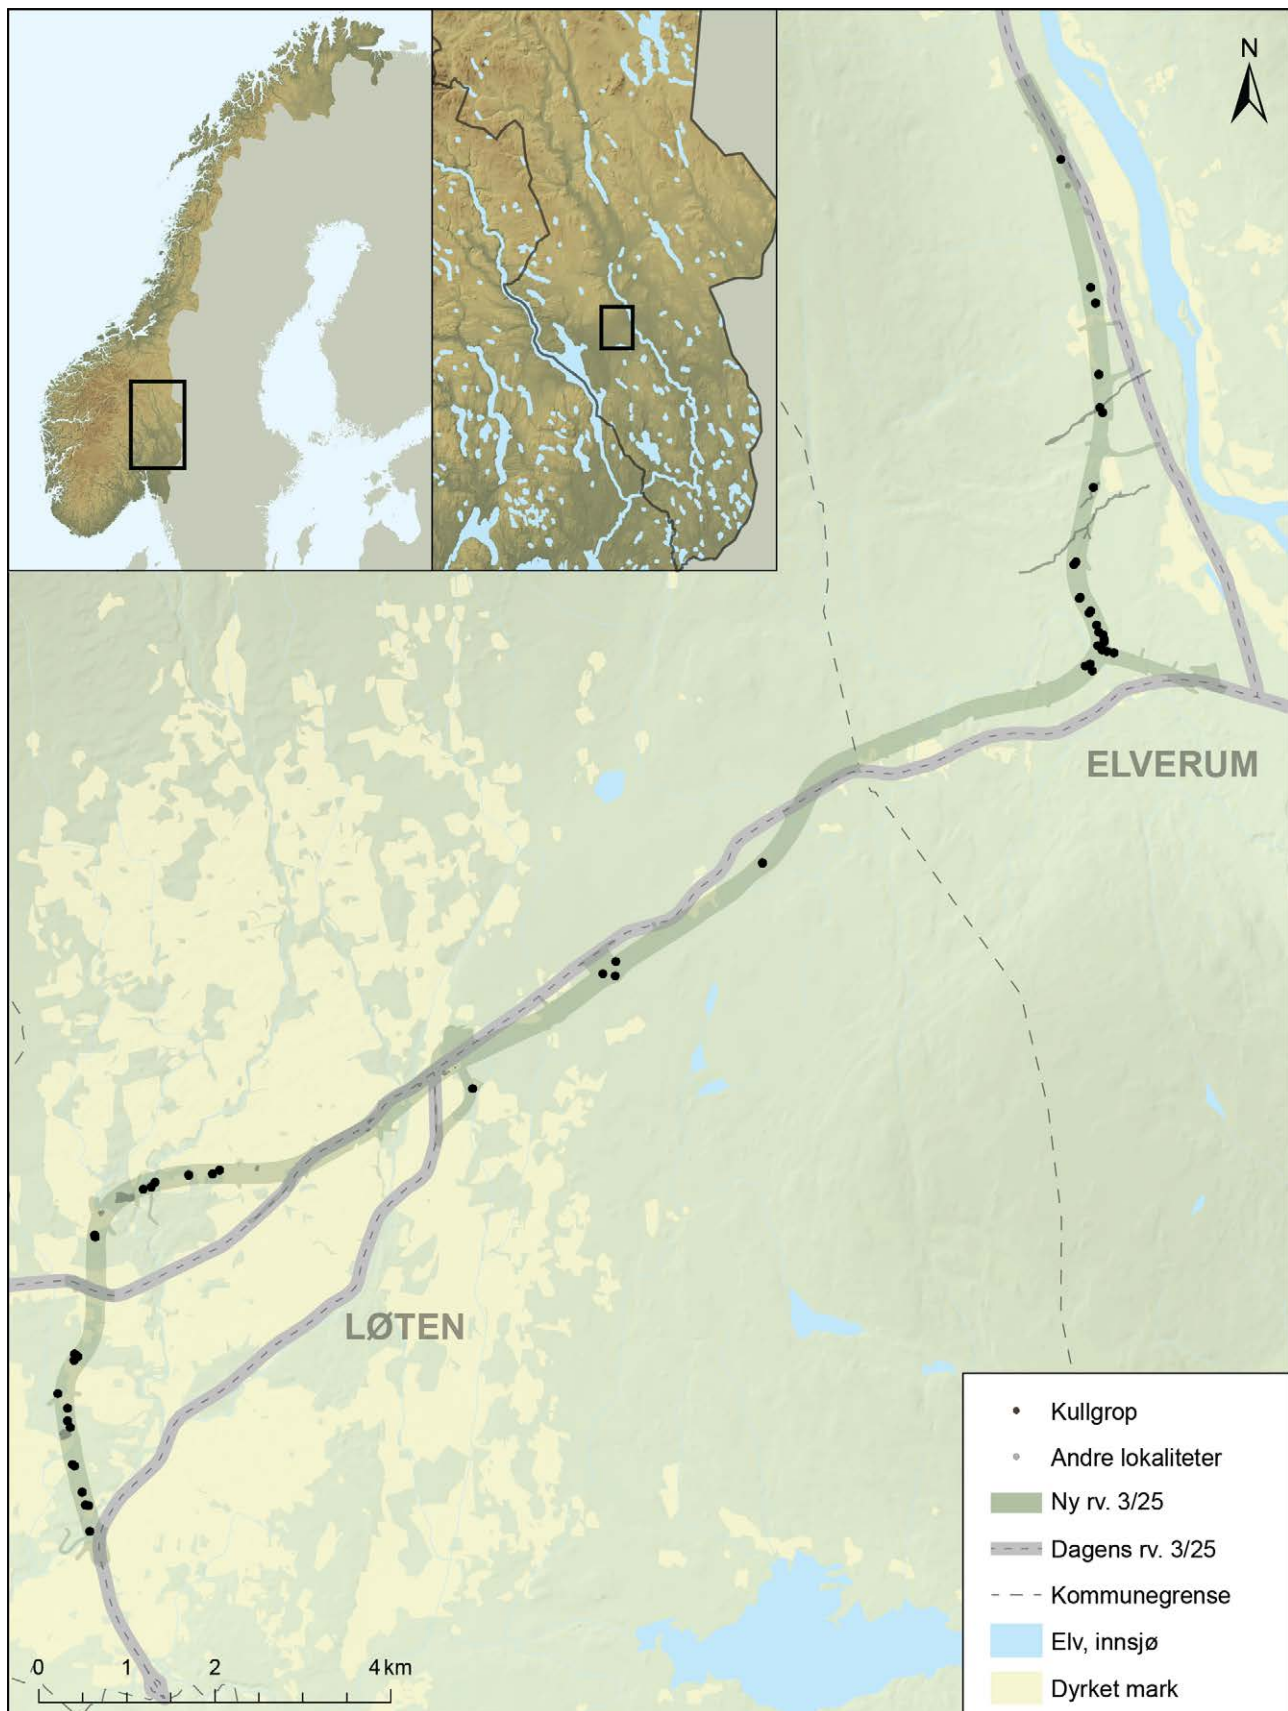 N
ELVERUM
LØTEN
Kullgrop
Andre lokaliteter
Ny rv. 3/25
Dagens rv. 3/25
Kommunegrense
Elv, innsjø
Dyrket mark
0 1 2 4 km